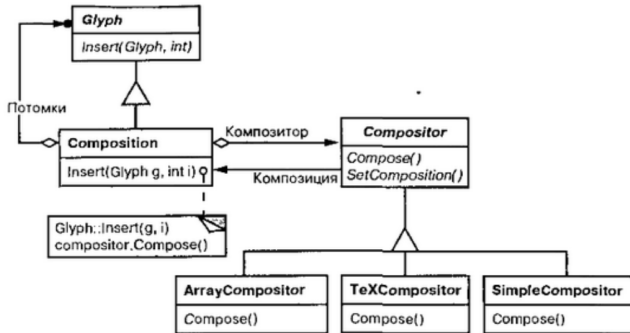 Glyph
Insert(Glyph, int)
Потомки
Composition
Insert(Glyph g, int i)
Композитор
Композиция
Compositor
Compose()
SetComposition()
Glyph::Insert(g, i)
compositor.Compose()
ArrayCompositor
Compose()
TeXCompositor
Compose()
SimpleCompositor
Compose()